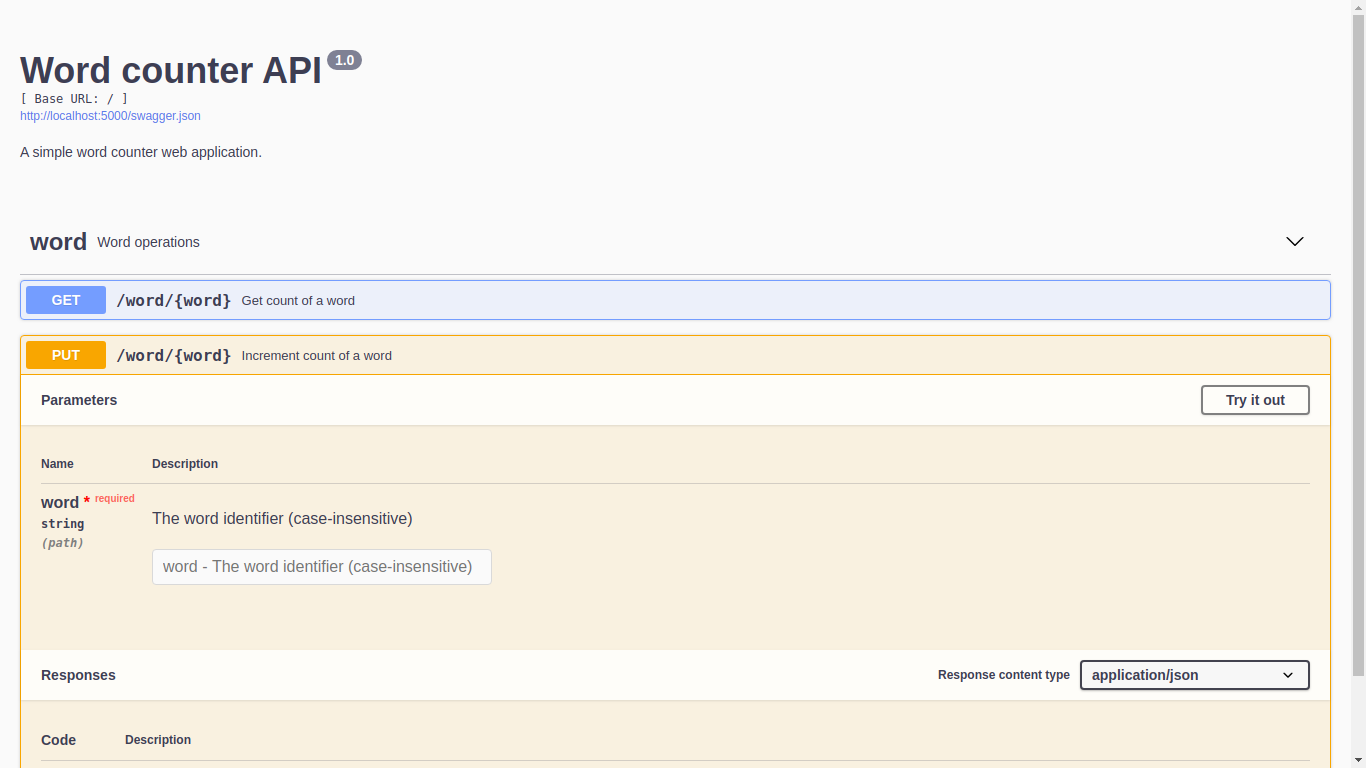 Word counter API 1.0
[ Base URL: / ]
http://localhost:5000/swagger.json
A simple word counter web application.
word Word operations
GET /word/{word} Get count of a word
PUT /word/{word} Increment count of a word
Parameters Try it out
Name Description
word * required
string
(path)
The word identifier (case-insensitive)
word - The word identifier (case-insensitive)
Responses Response content type application/json
Code Description